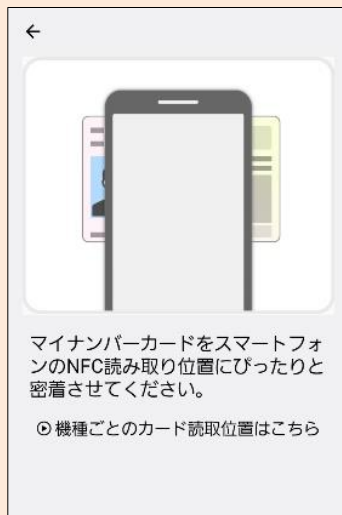 マイナンバーカードをスマートフォ
ンのNFC読み取り位置にぴったりと
密着させてください。
機種ごとのカード読取位置はこちら